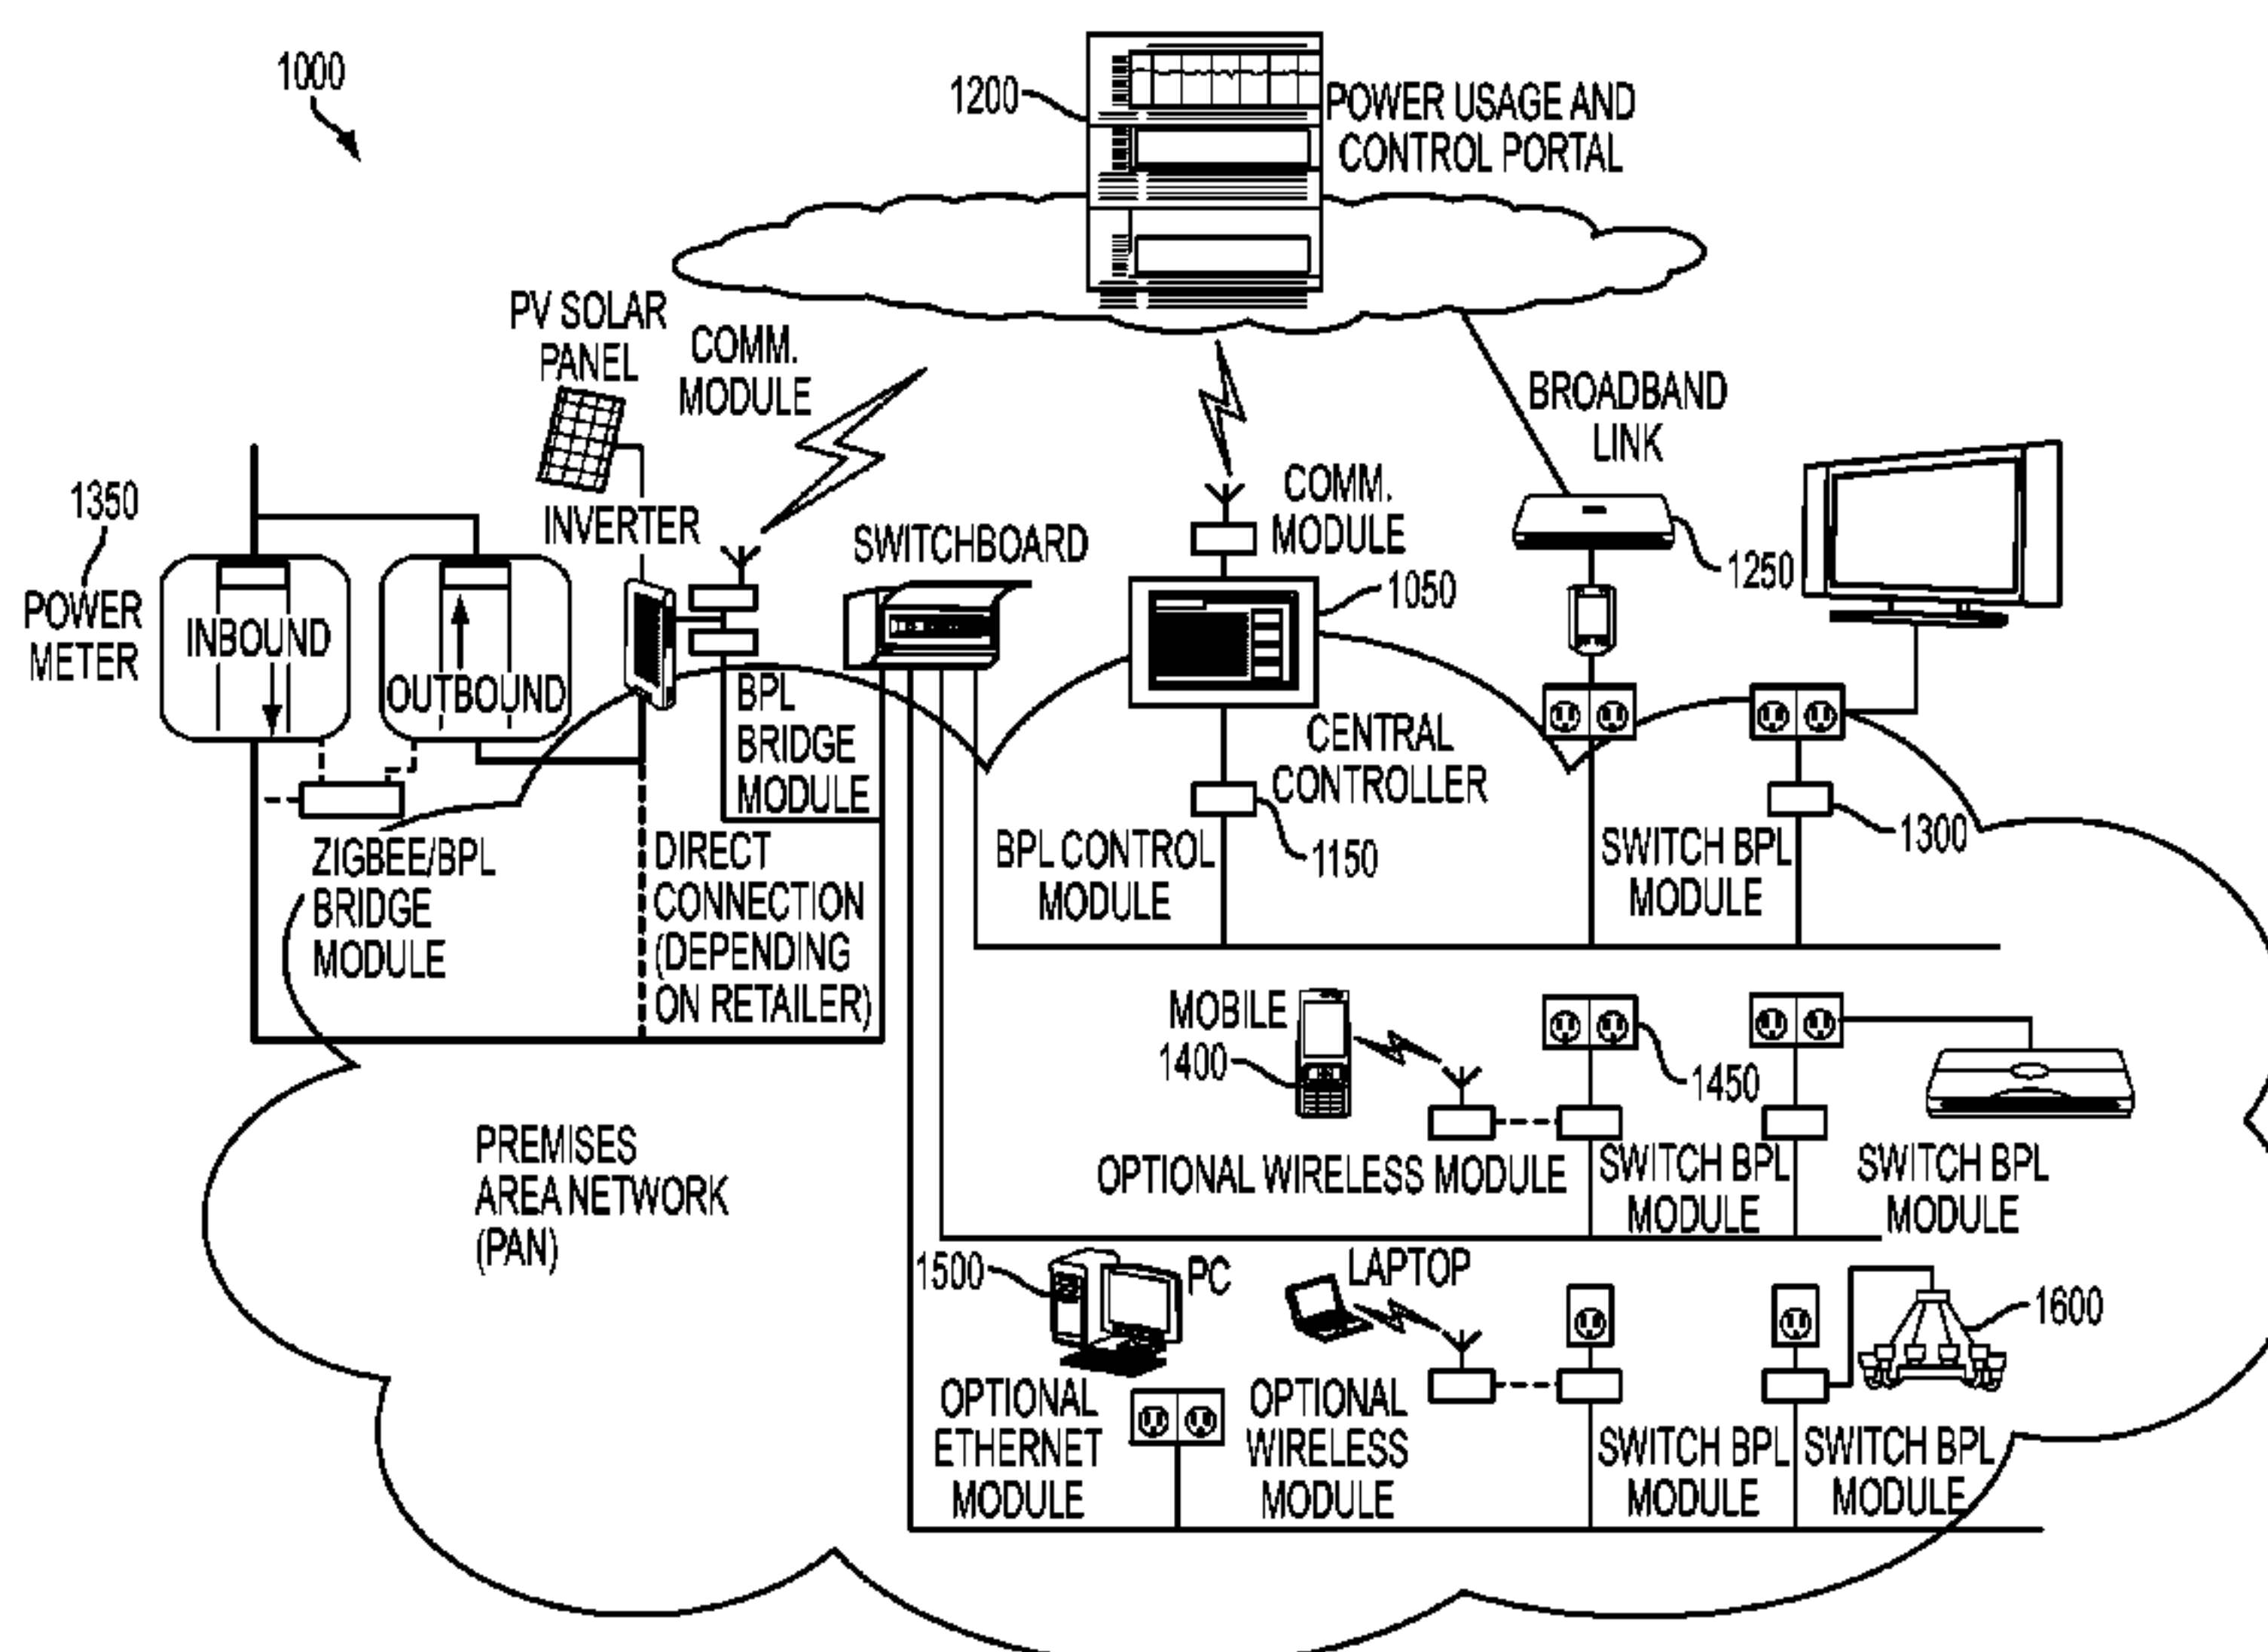 1000
1200
POWER USAGE AND
CONTROL PORTAL
PV SOLAR
PANEL
COMM.
MODULE
BROADBAND
LINK
1350
POWER
METER
INBOUND
OUTBOUND
INVERTER
SWITCHBOARD
COMM.
MODULE
1050
1250
BPL
BRIDGE
MODULE
CENTRAL
CONTROLLER
ZIGBEE/BPL
BRIDGE
MODULE
DIRECT
CONNECTION
(DEPENDING
ON RETAILER)
BPL CONTROL
MODULE
1150
SWITCH BPL
MODULE
1300
MOBILE
1400
1450
OPTIONAL WIRELESS MODULE
SWITCH BPL
MODULE
SWITCH BPL
MODULE
PREMISES
AREA NETWORK
(PAN)
1500
PC
LAPTOP
1600
OPTIONAL
ETHERNET
MODULE
OPTIONAL
WIRELESS
MODULE
SWITCH BPL
MODULE
SWITCH BPL
MODULE